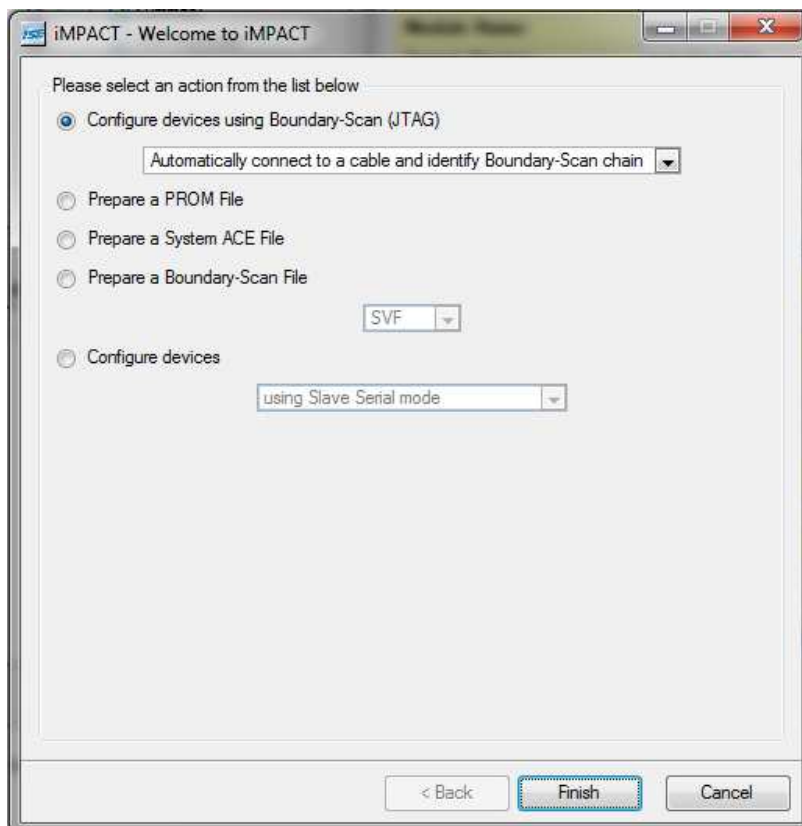 ISE iMPACT - Welcome to iMPACT
Please select an action from the list below
Configure devices using Boundary-Scan (JTAG)
Automatically connect to a cable and identify Boundary-Scan chain
Prepare a PROM File
Prepare a System ACE File
Prepare a Boundary-Scan File
SVF
Configure devices
using Slave Serial mode
< Back Finish Cancel